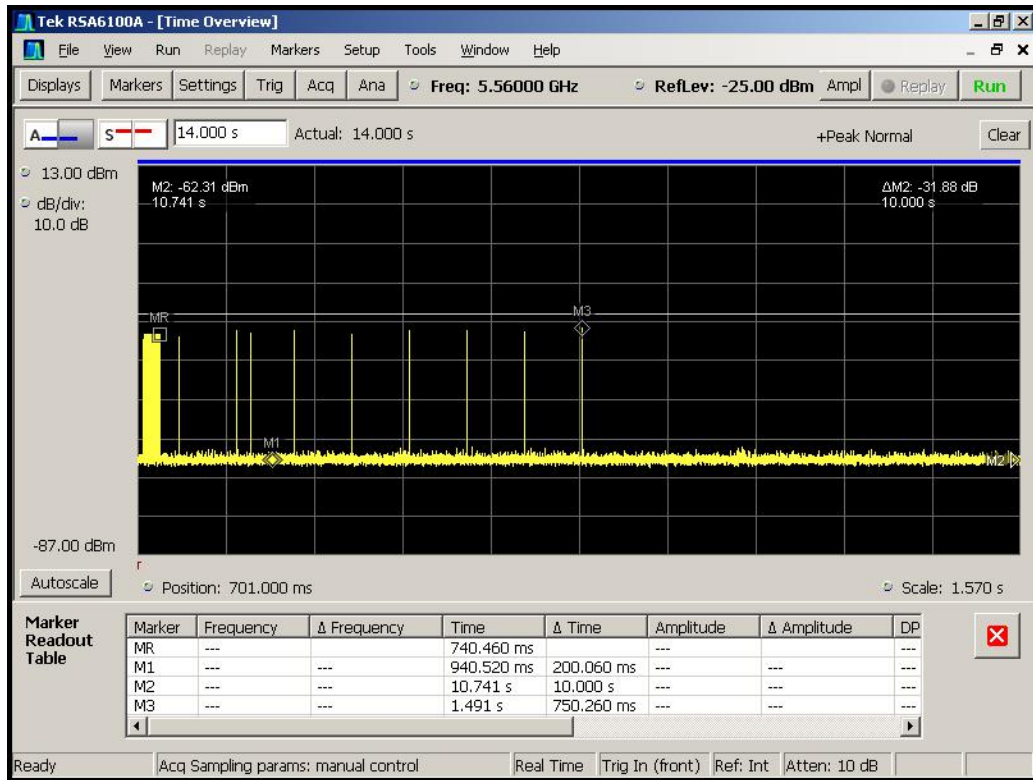 Tek RSA6100A - [Time Overview]
File View Run Replay Markers Setup Tools Window Help
Displays Markers Settings Trig Acq Ana Freq: 5.56000 GHz RefLev: -25.00 dBm Ampl Replay Run
A S 14.000 s Actual: 14.000 s +Peak Normal Clear
13.00 dBm
dB/div:
10.0 dB
M2: -62.31 dBm
10.741 s
ΔM2: -31.88 dB
10.000 s
MR
M3
M1
M2
-87.00 dBm
r
Autoscale Position: 701.000 ms Scale: 1.570 s
Marker
Readout
Table
Marker Frequency Δ Frequency Time Δ Time Amplitude Δ Amplitude DP
MR --- 740.460 ms --- ---
M1 --- --- 940.520 ms 200.060 ms --- --- ---
M2 --- --- 10.741 s 10.000 s --- --- ---
M3 --- --- 1.491 s 750.260 ms --- --- ---
Ready Acq Sampling params: manual control Real Time Trig In (front) Ref: Int Atten: 10 dB